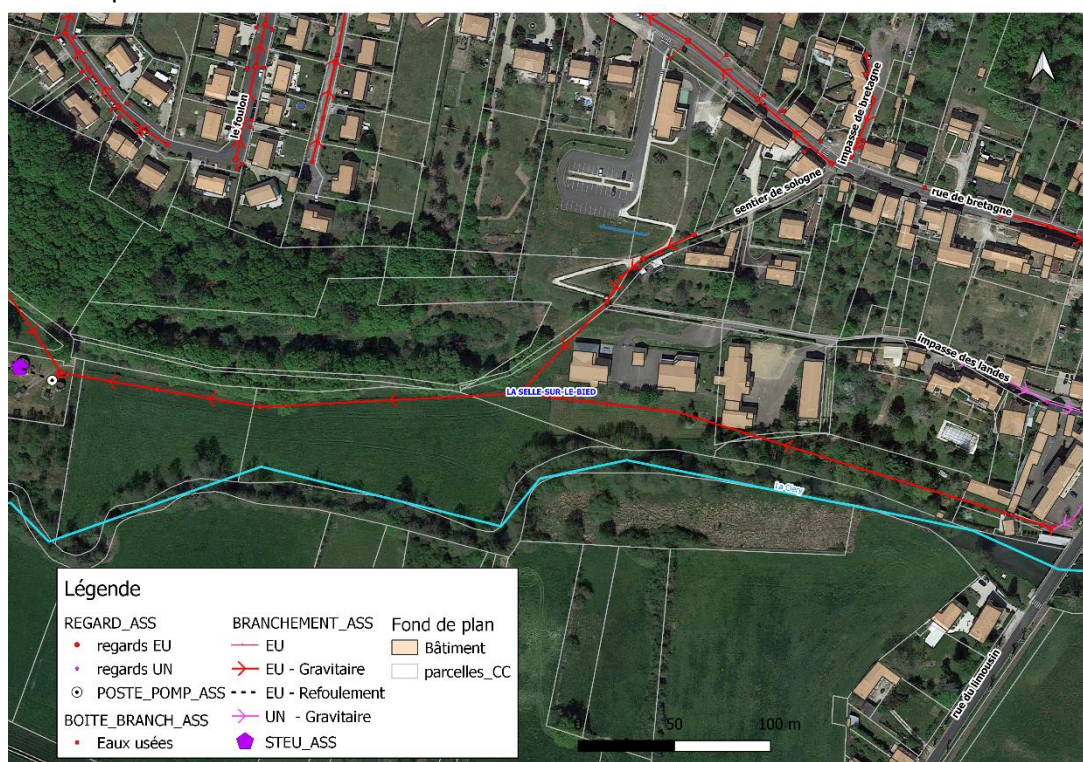 le foulon
impasse de bretagne
sentier de sologne
rue de bretagne
impasse des landes
LA SELLE-SUR-LE-BIED
rue du limousin
Légende
REGARD_ASS
regards EU
regards UN
POSTE_POMP_ASS
BOITE_BRANCH_ASS
Eaux usées
BRANCHEMENT_ASS
EU
EU - Gravitaire
EU - Refoulement
UN - Gravitaire
STEU_ASS
Fond de plan
Bâtiment
parcelles_CC
0 50 100 m